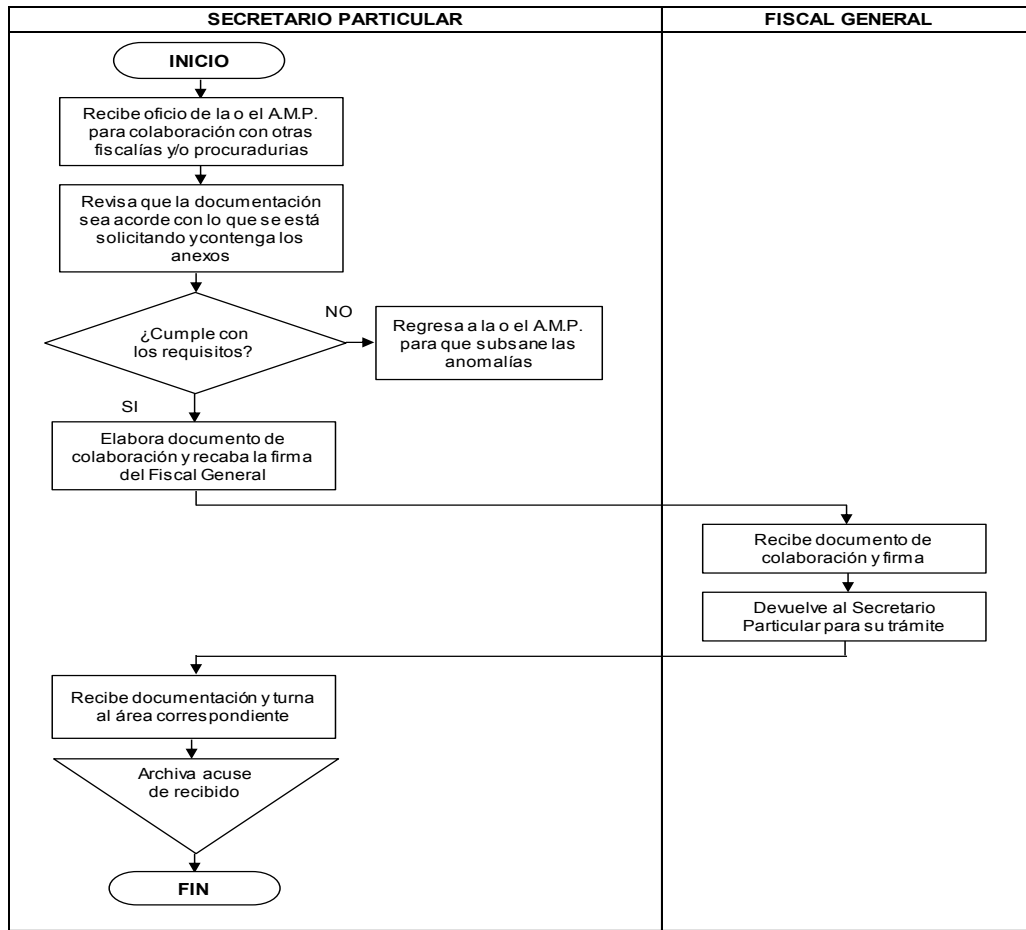 SECRETARIO PARTICULAR
FISCAL GENERAL
INICIO
Recibe oficio de la o el A.M.P.
para colaboración con otras
fiscalías y/o procuradurias
Revisa que la documentación
sea acorde con lo que se está
solicitando y contenga los
anexos
¿Cumple con
los requisitos?
NO
Regresa a la o el A.M.P.
para que subsane las
anomalías
SI
Elabora documento de
colaboración y recaba la firma
del Fiscal General
Recibe documento de
colaboración y firma
Devuelve al Secretario
Particular para su trámite
Recibe documentación y turna
al área correspondiente
Archiva acuse
de recibido
FIN